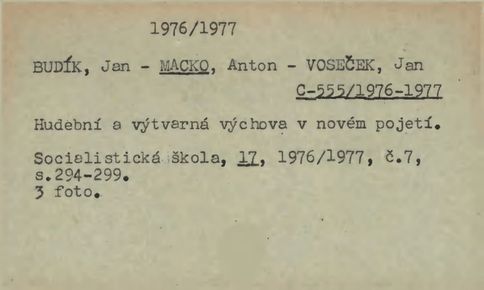 1976/1977
BUDÍK, Jan - MACKO, Anton - VOSEČEK, Jan
C-555/1976-1977
Hudební a výtvarná výchova v novém pojetí.
Socialistická škola, 17, 1976/1977, č.7,
s.294-299.
3 foto.